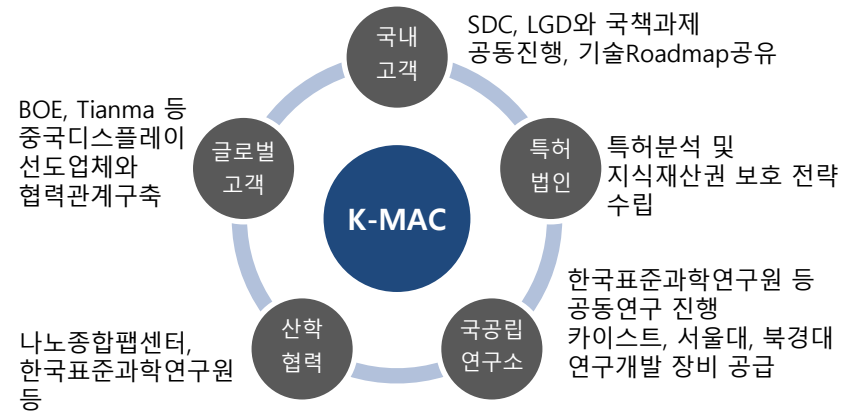 국내
고객
SDC, LGD와 국책과제
공동진행, 기술Roadmap공유
BOE, Tianma 등
중국디스플레이
선도업체와
협력관계구축
글로벌
고객
특허
법인
특허분석 및
지식재산권 보호 전략
수립
K-MAC
나노종합팹센터,
한국표준과학연구원
등
산학
협력
국공립
연구소
한국표준과학연구원 등
공동연구 진행
카이스트, 서울대, 북경대
연구개발 장비 공급